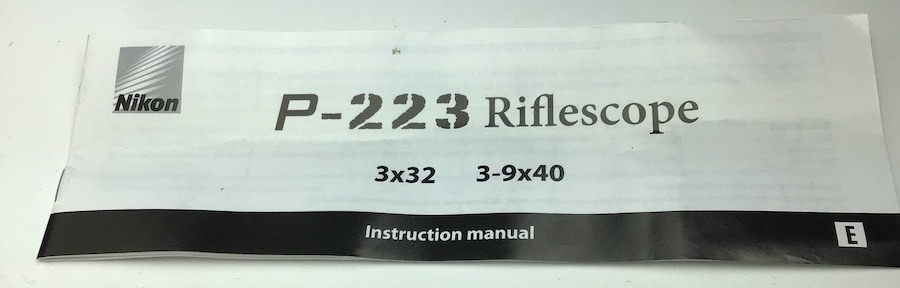 Nikon
P-223 Riflescope
3x32 3-9x40
Instruction manual
E